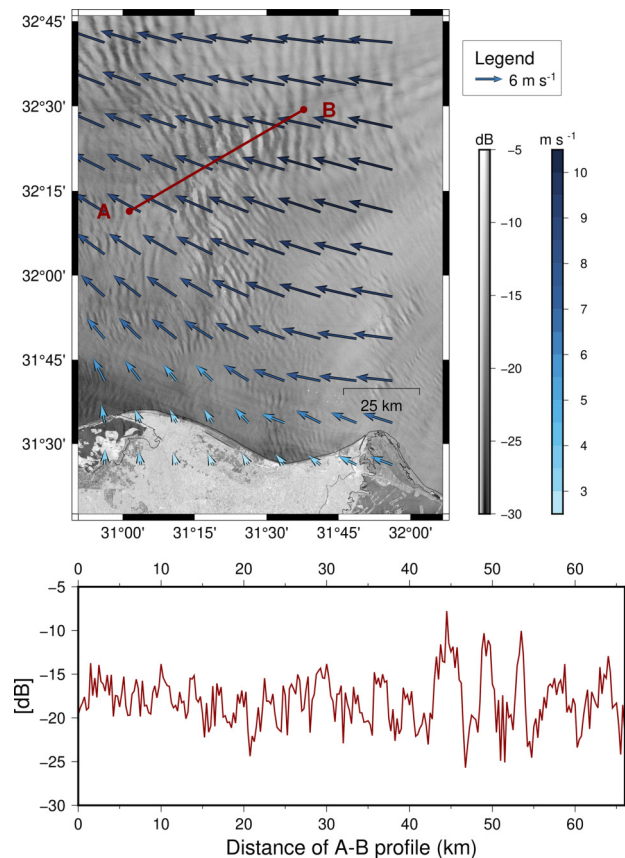 32°45'
32°30'
32°15'
32°00'
31°45'
31°30'
31°00' 31°15' 31°30' 31°45' 32°00'
A
B
25 km
Legend
6 m s⁻¹
dB
−5
−10
−15
−20
−25
−30
m s⁻¹
10
9
8
7
6
5
4
3
0 10 20 30 40 50 60
−5
−10
−15
−20
−25
−30
[dB]
0 10 20 30 40 50 60
Distance of A-B profile (km)